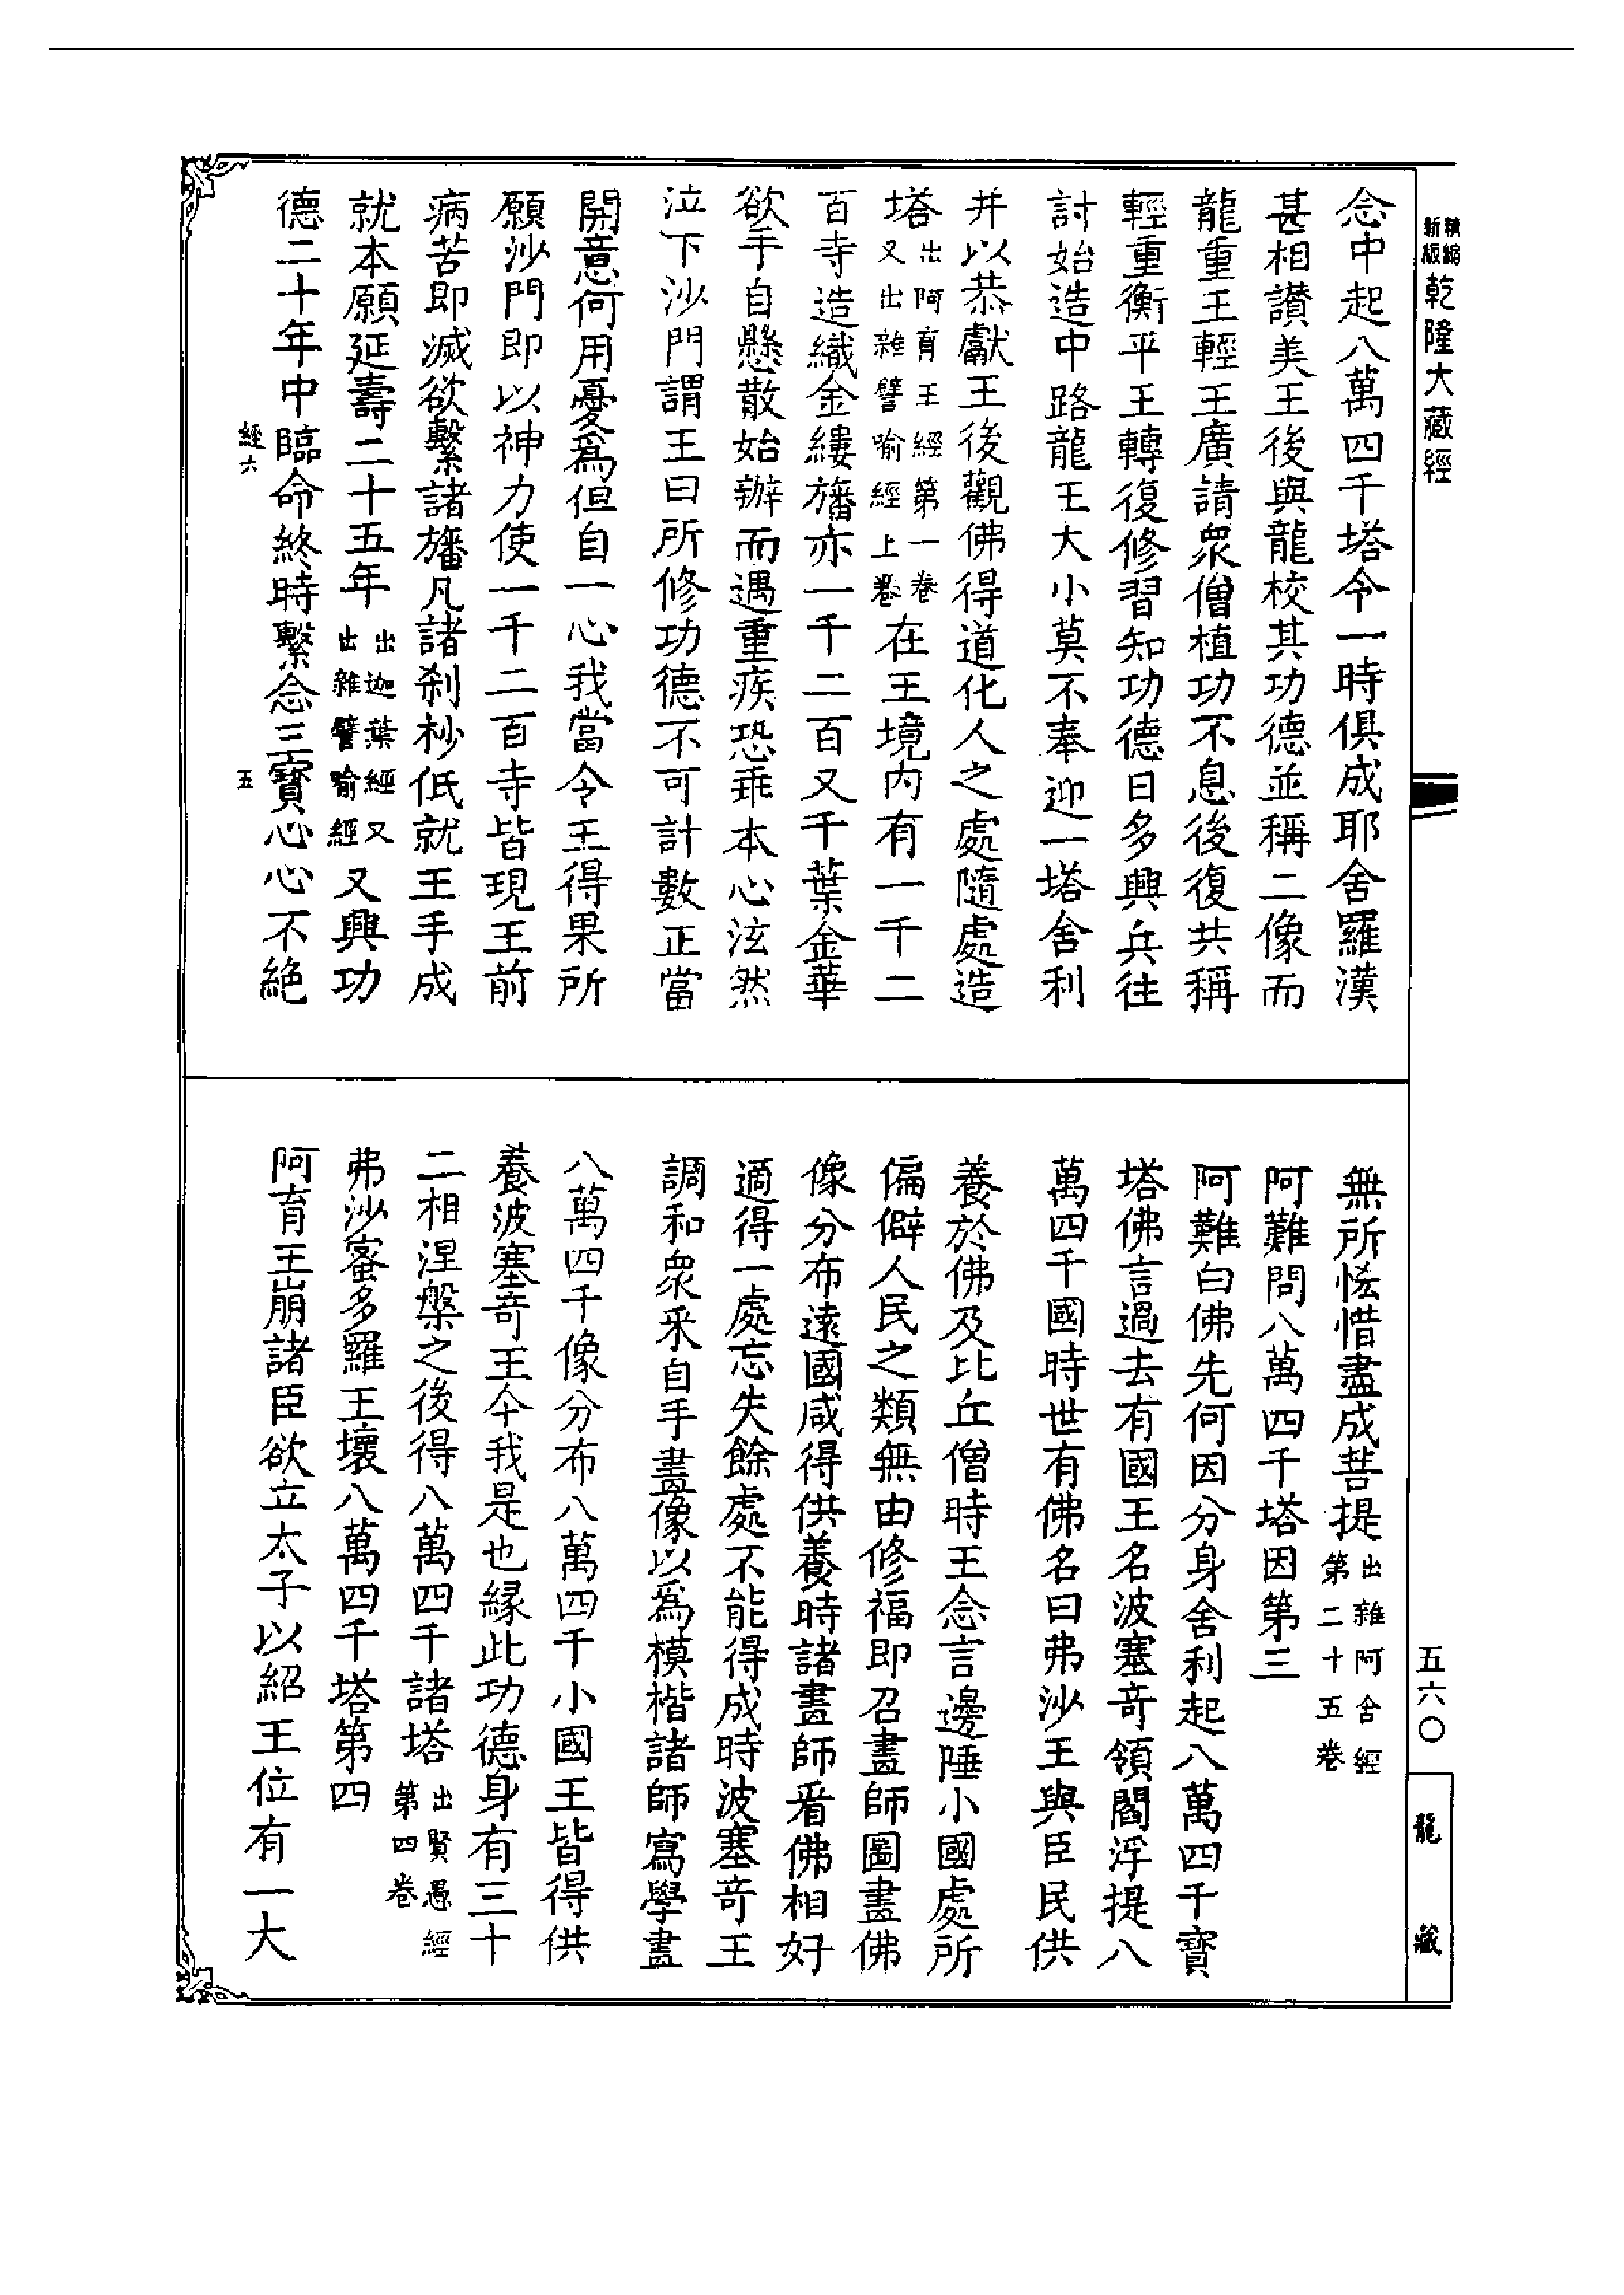 新版
精縮
乾隆大藏經
念中起八萬四千塔令一時俱成耶舍羅漢
甚相讃美王後與龍校其功德並稱二像而
龍重王輕王廣請衆僧植功不息後復共稱
輕重衡平王轉復修習知功德日多興兵往
討始造中路龍王大小莫不奉迎一塔舍利
并以恭獻王後觀佛得道化人之處隨處造
塔出阿育王經第一卷又出雜譬喻經上卷在王境内有一千二
百寺造織金縷旛亦一千二百又千葉金華
欲手自懸散始辦而遇重疾恐乖本心泫然
泣下沙門謂王曰所修功德不可計數正當
開意何用憂爲但自一心我當令王得果所
願沙門即以神力使一千二百寺皆現王前
病苦即滅欲繫諸旛凡諸刹杪低就王手成
就本願延壽二十五年出迦葉經又出雜譬喻經又興功
德二十年中臨命終時繫念三寶心心不絶
經六
五
無所恡惜盡成菩提出雜阿含經第二十五卷
阿難問八萬四千塔因第三
阿難白佛先何因分身舍利起八萬四千寶
塔佛言過去有國王名波塞奇領閻浮提八
萬四千國時世有佛名曰弗沙王與臣民供
養於佛及比丘僧時王念言邊陲小國處所
偏僻人民之類無由修福即召畫師圖畫佛
像分布遠國咸得供養時諸畫師看佛相好
適得一處忘失餘處不能得成時波塞奇王
調和衆釆自手畫像以爲模楷諸師寫學畫
八萬四千像分布八萬四千小國王皆得供
養波塞奇王今我是也緣此功德身有三十
二相涅槃之後得八萬四千諸塔出賢愚經第四卷
弗沙蜜多羅王壞八萬四千塔第四
阿育王崩諸臣欲立太子以紹王位有一大
五六〇
龍藏